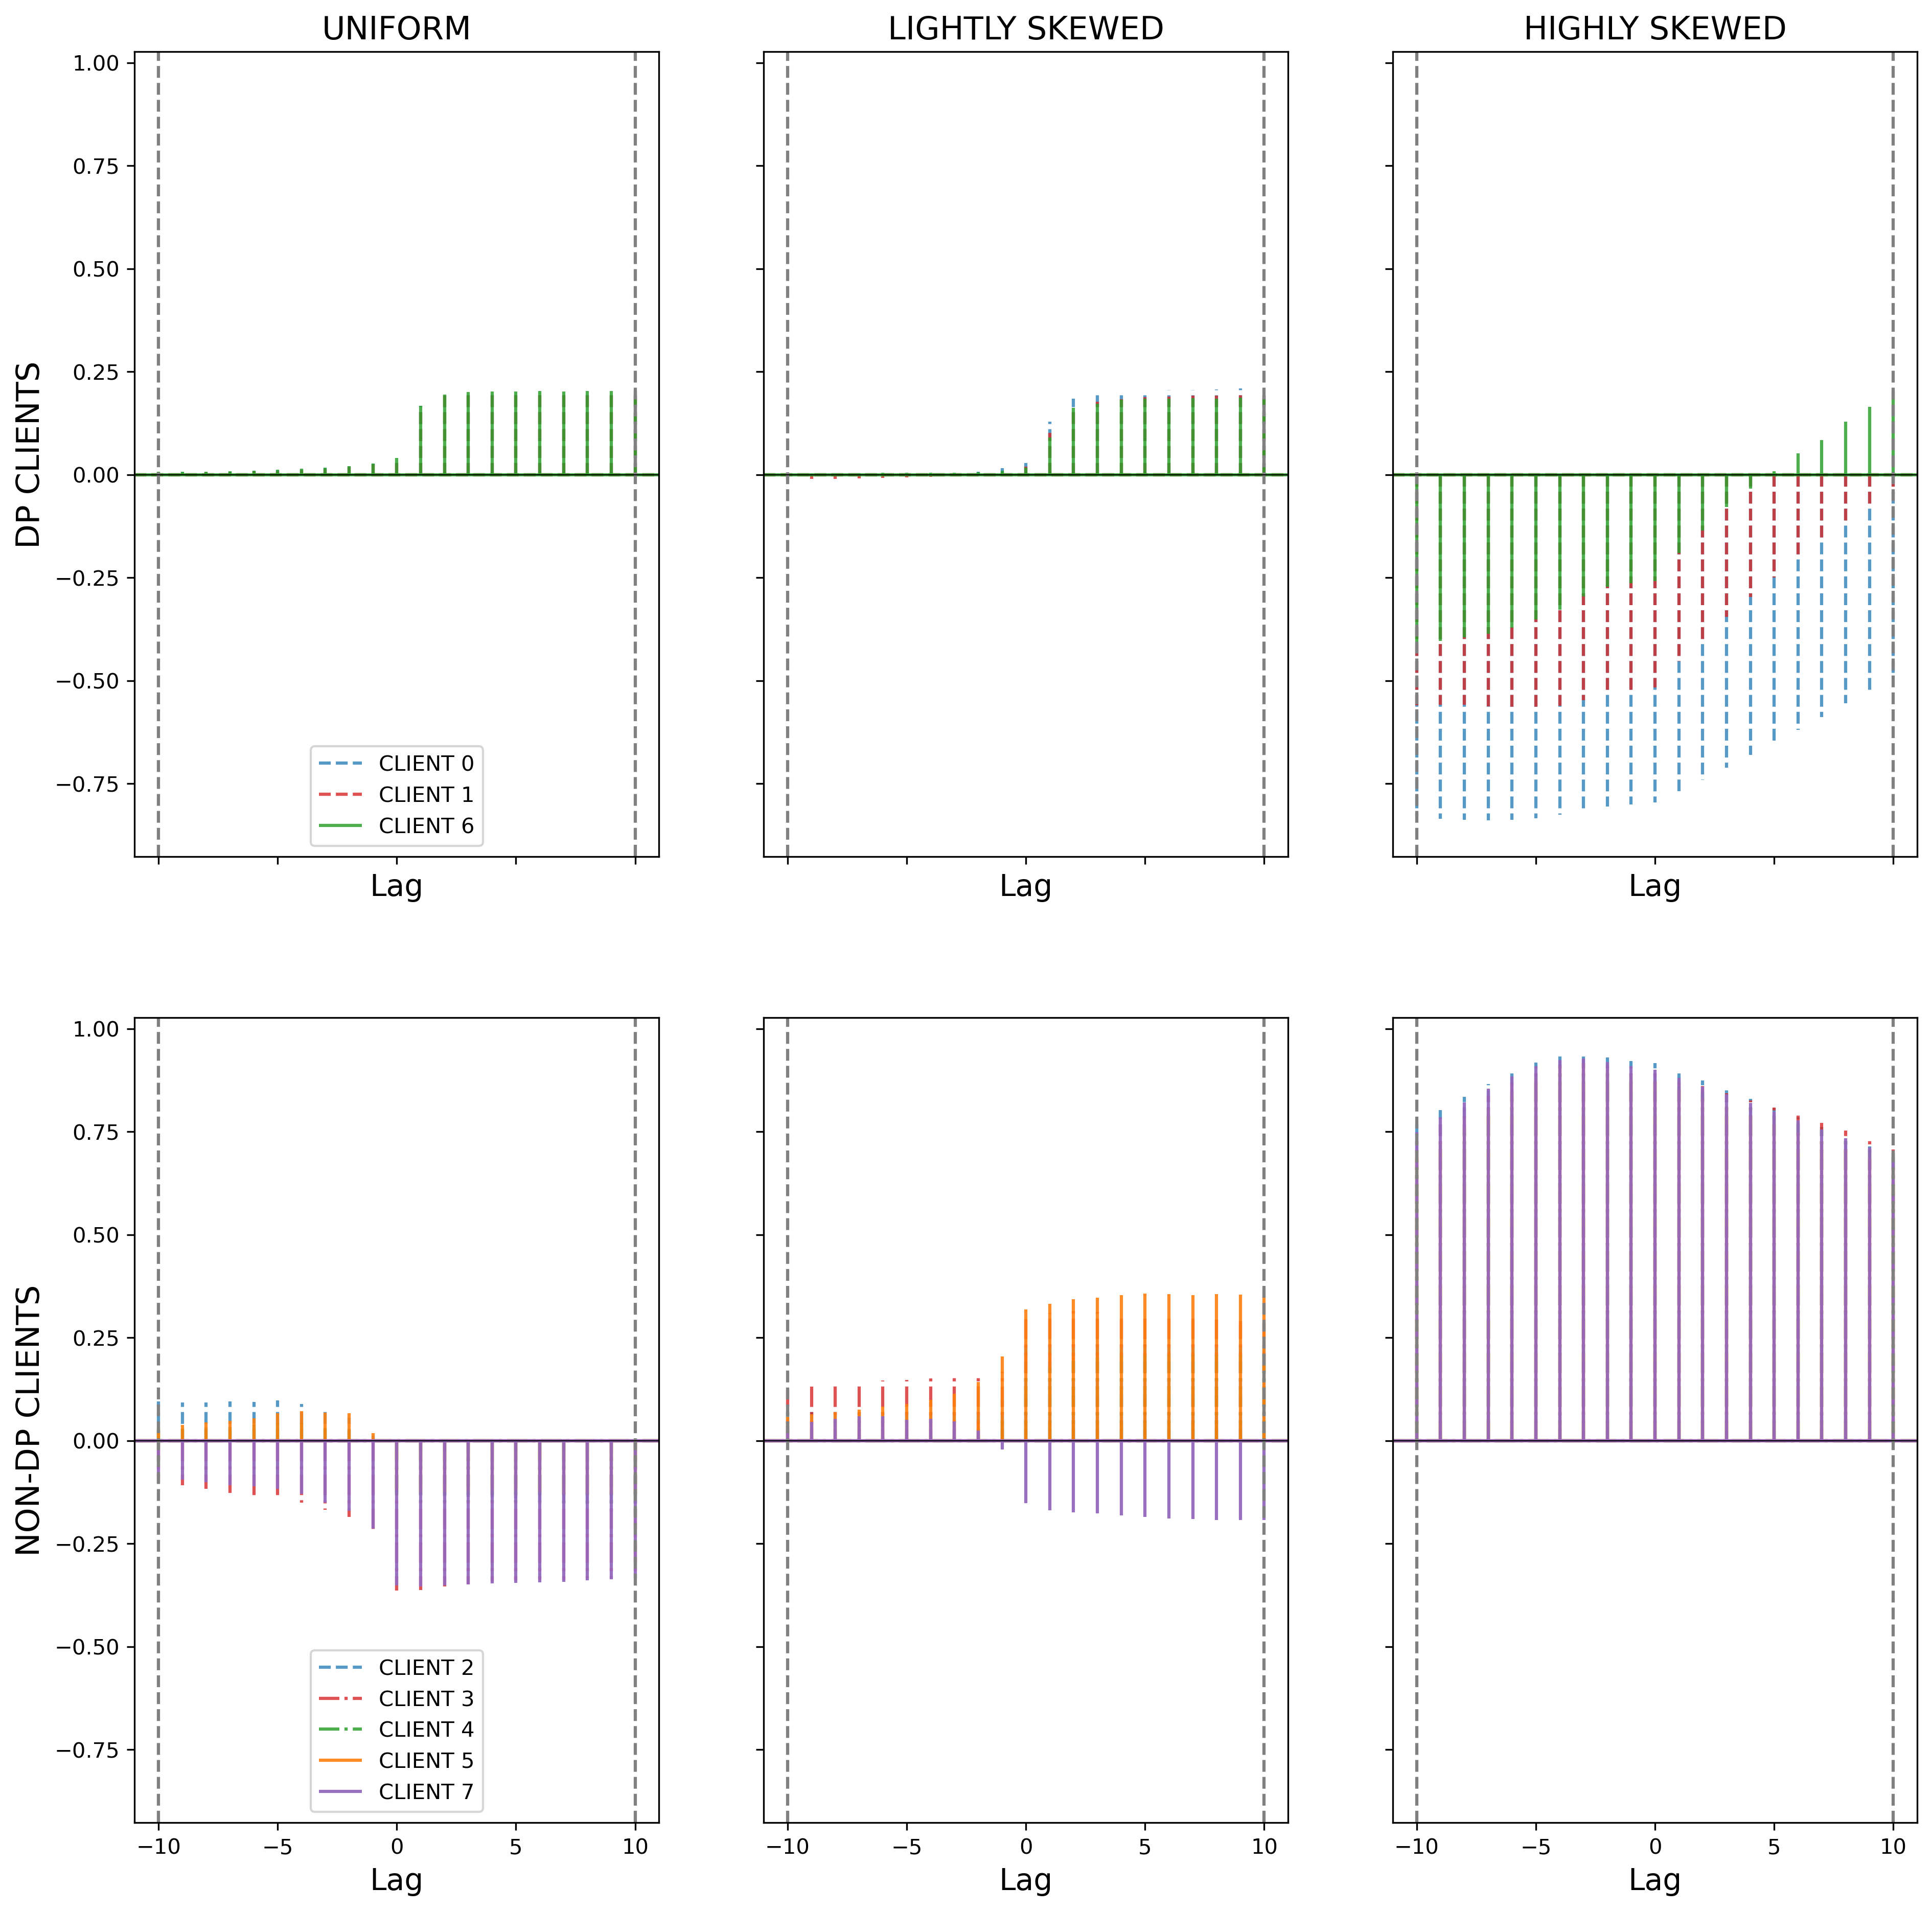 UNIFORM
LIGHTLY SKEWED
HIGHLY SKEWED
DP CLIENTS
1.00
0.75
0.50
0.25
0.00
−0.25
−0.50
−0.75
CLIENT 0
CLIENT 1
CLIENT 6
Lag
Lag
Lag
NON-DP CLIENTS
1.00
0.75
0.50
0.25
0.00
−0.25
−0.50
−0.75
CLIENT 2
CLIENT 3
CLIENT 4
CLIENT 5
CLIENT 7
−10 −5 0 5 10
−10 −5 0 5 10
−10 −5 0 5 10
Lag
Lag
Lag